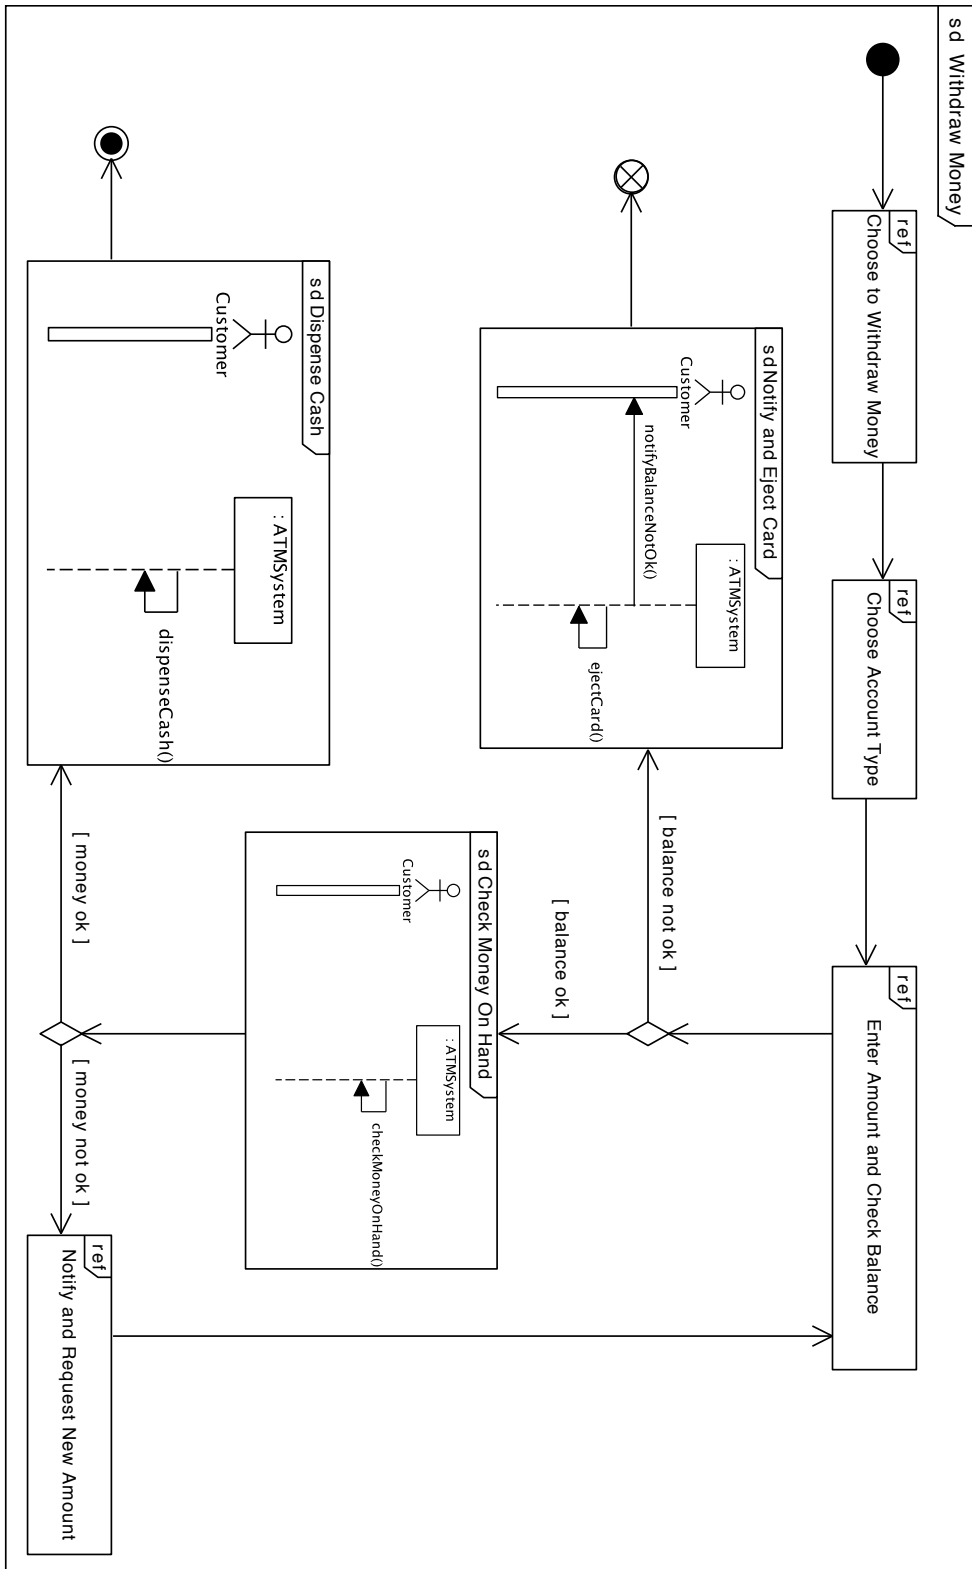 sd Withdraw Money
ref
Choose to Withdraw Money
ref
Choose Account Type
ref
Enter Amount and Check Balance
sd Notify and Eject Card
Customer
: ATMSystem
notifyBalanceNotOk()
ejectCard()
[ balance not ok ]
[ balance ok ]
sd Check Money On Hand
Customer
: ATMSystem
checkMoneyOnHand()
sd Dispense Cash
Customer
: ATMSystem
dispenseCash()
[ money ok ]
[ money not ok ]
ref
Notify and Request New Amount